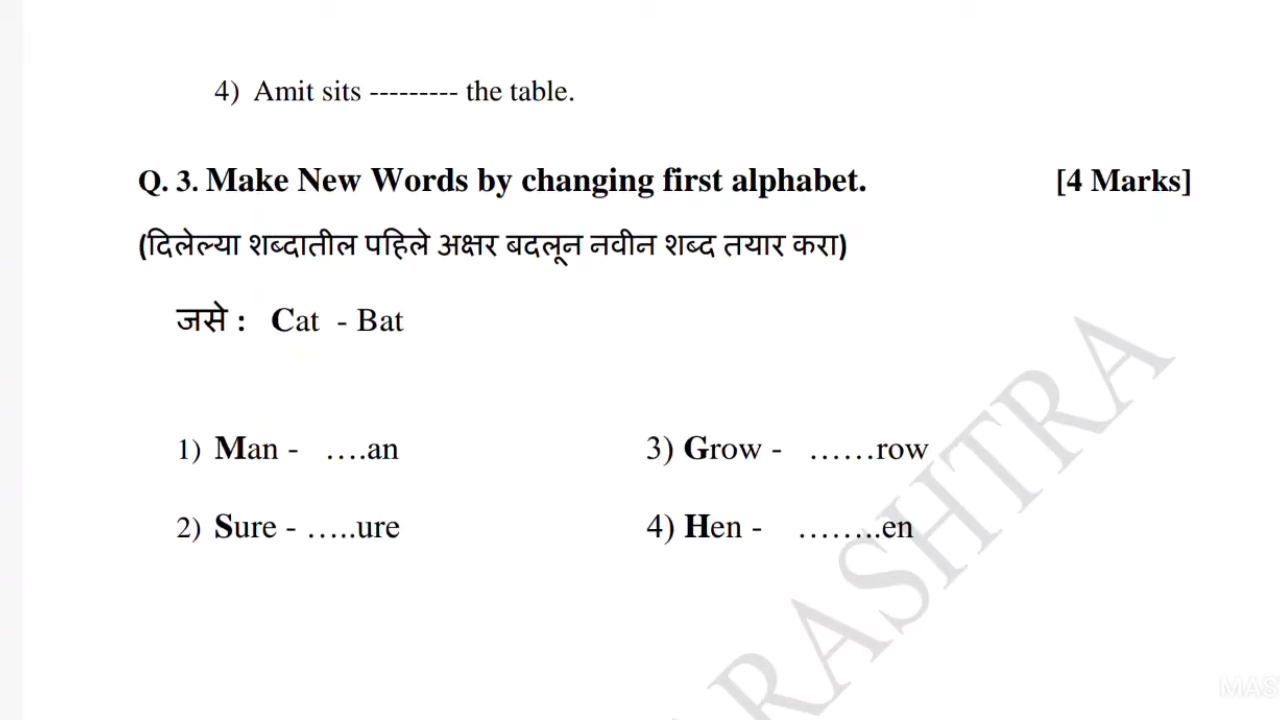 4) Amit sits --------- the table.
Q. 3. Make New Words by changing first alphabet. [4 Marks]
(दिलेल्या शब्दातील पहिले अक्षर बदलून नवीन शब्द तयार करा)
जसे : Cat - Bat
1) Man - ….an 3) Grow - ……row
2) Sure - …..ure 4) Hen - ……..en
RASHTRA
MAS